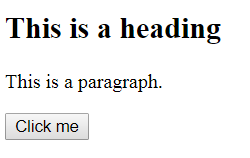 This is a heading
This is a paragraph.
Click me